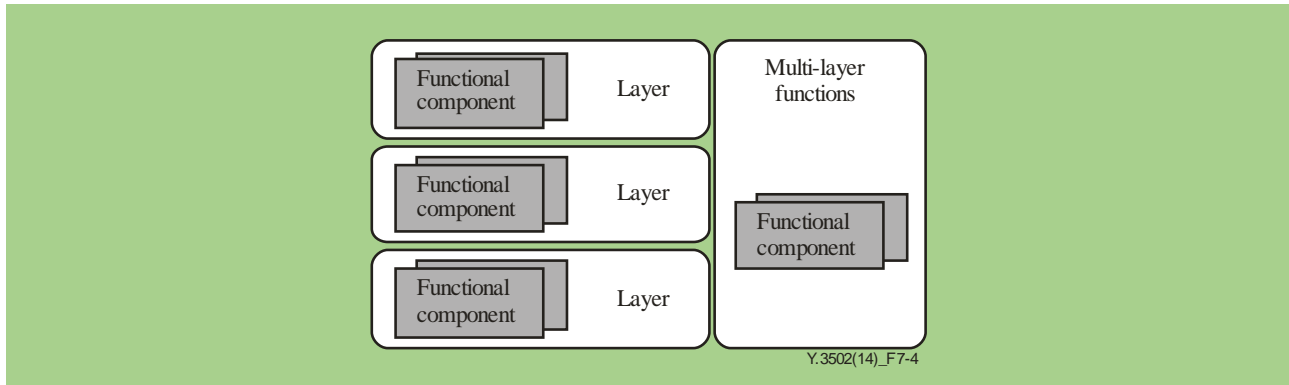 Functional
component
Layer
Multi-layer
functions
Functional
component
Layer
Functional
component
Functional
component
Layer
Y.3502(14)_F7-4